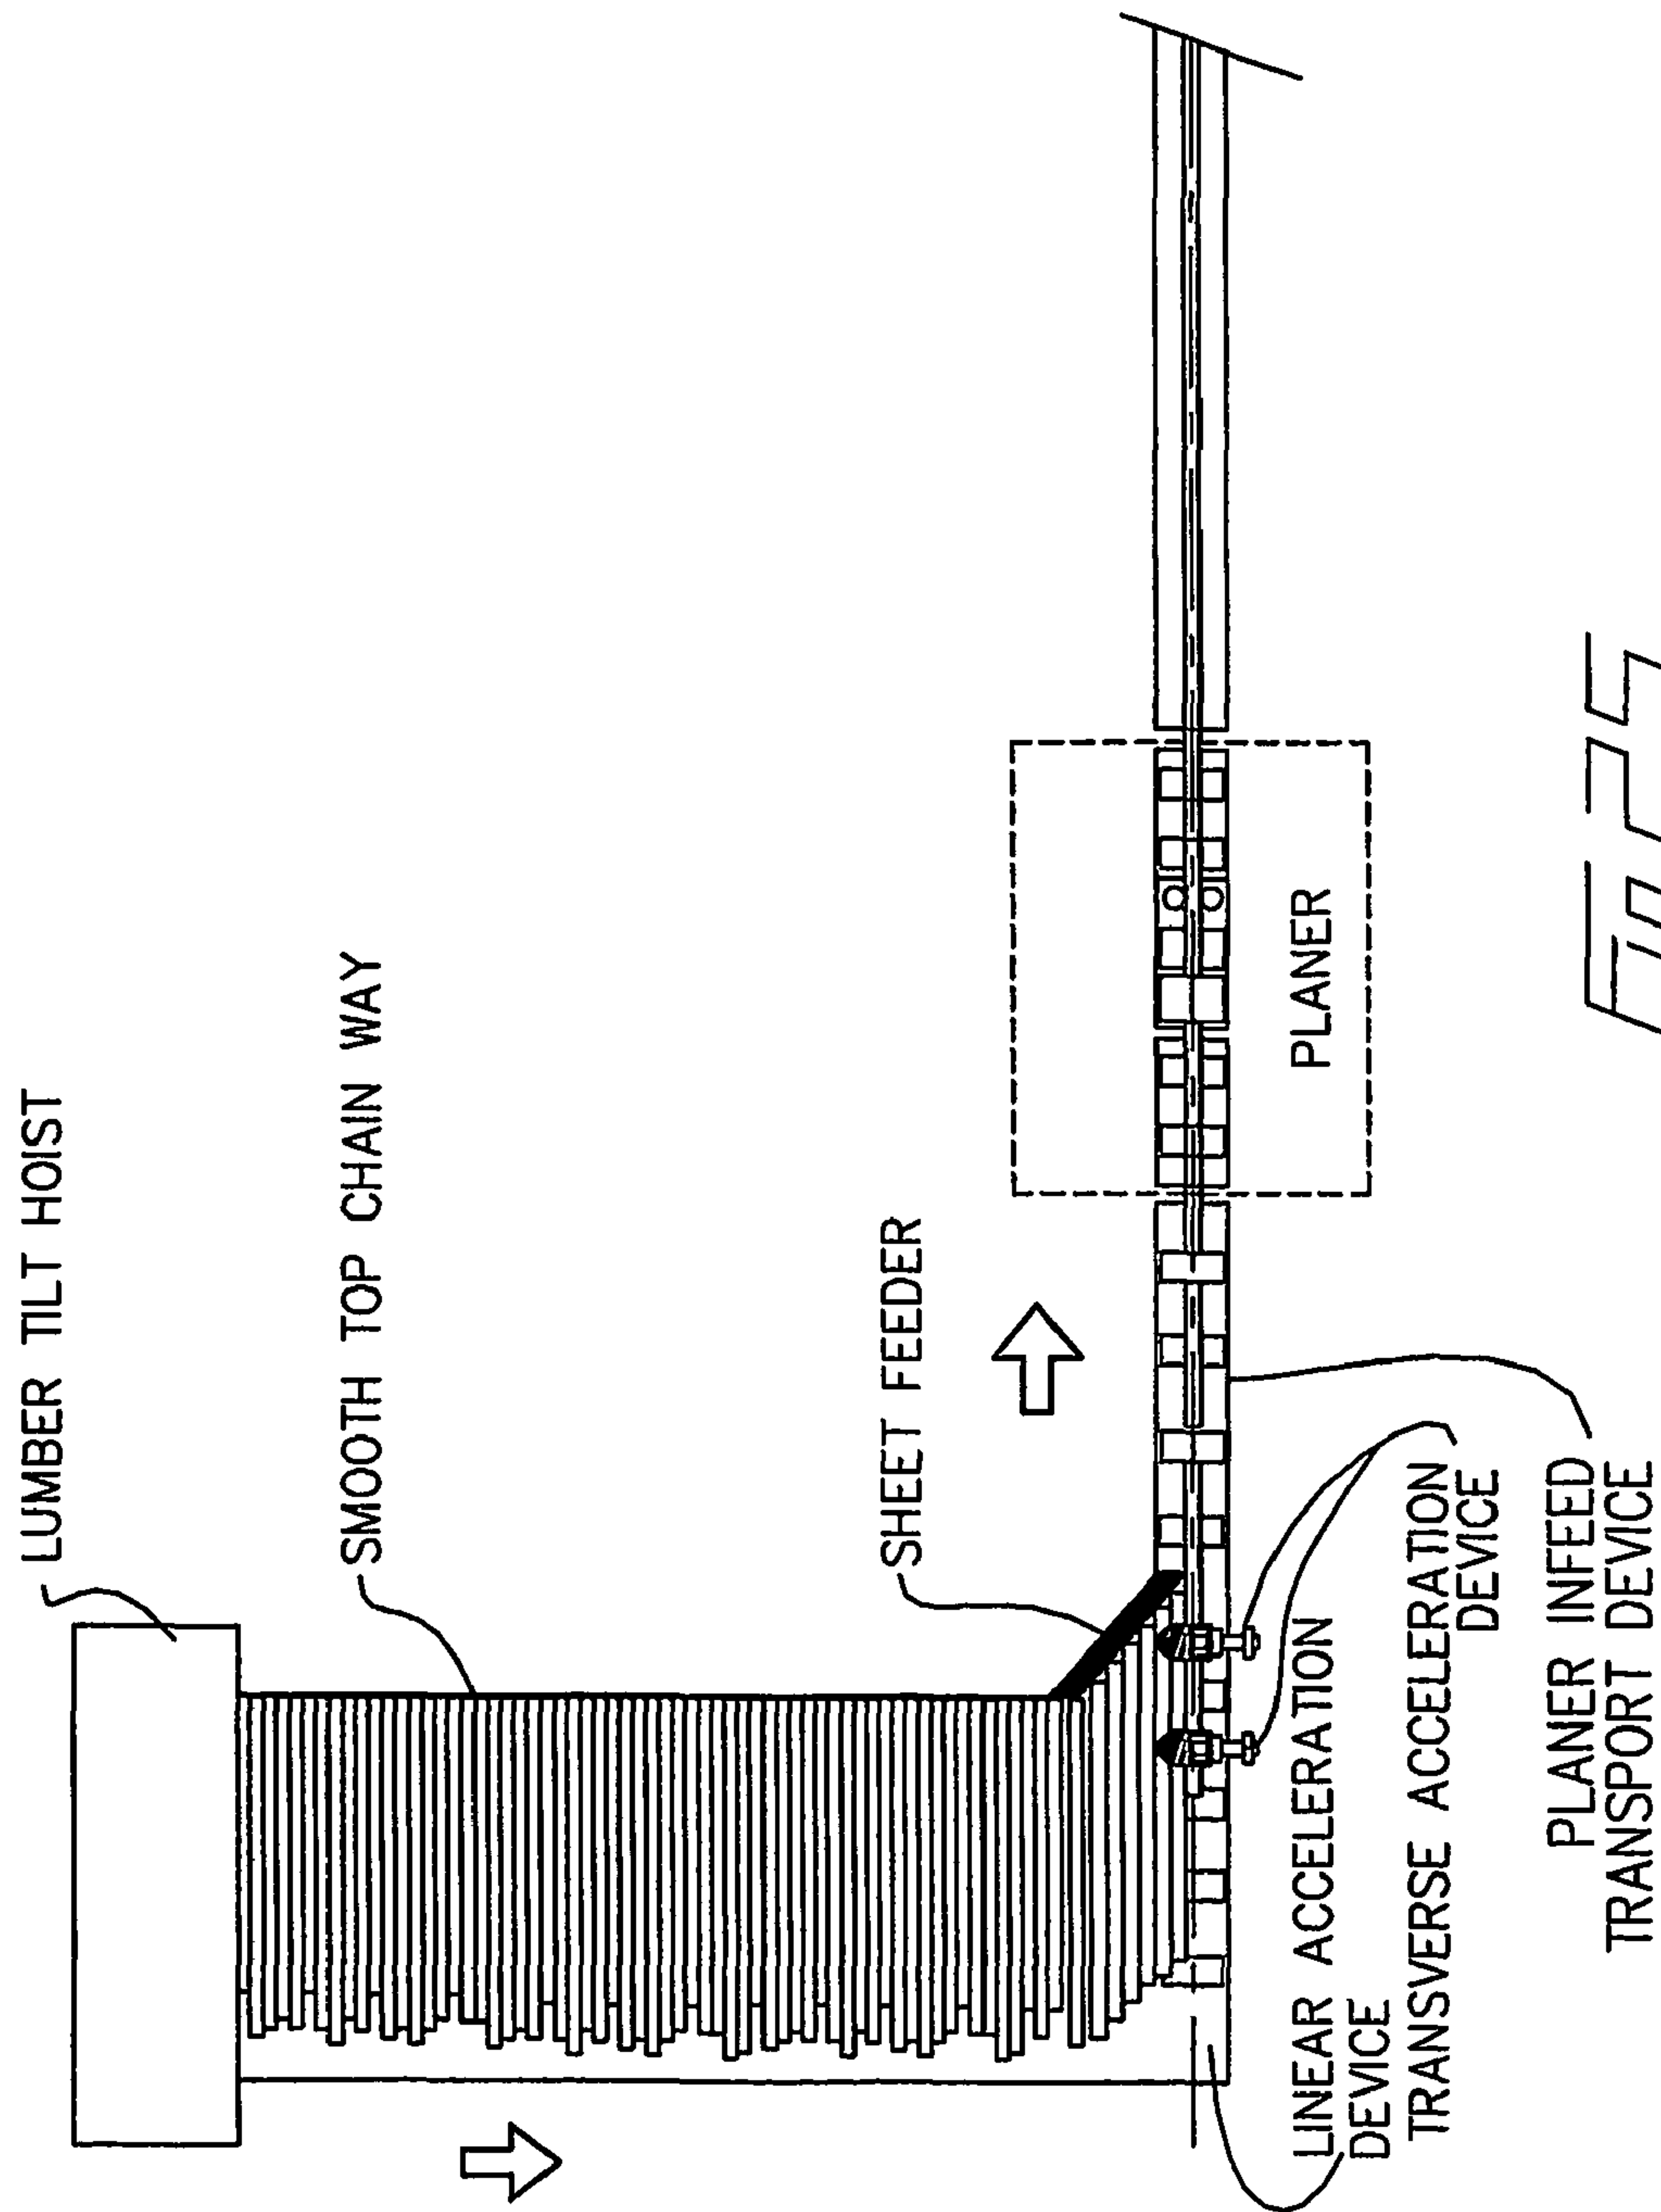 LUMBER TILT HOIST
SMOOTH TOP CHAIN WAY
SHEET FEEDER
PLANER
LINEAR ACCELERATION
DEVICE
TRANSVERSE ACCELERATION
DEVICE
PLANER INFEED
TRANSPORT DEVICE